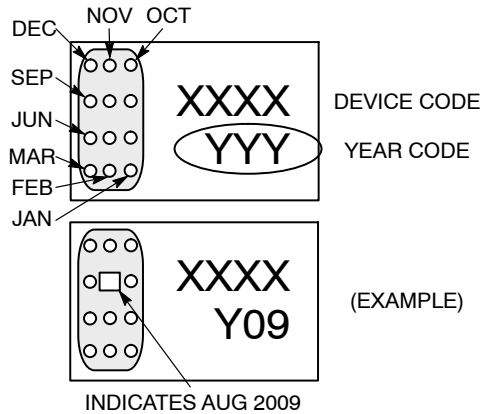 NOV OCT
DEC
SEP
XXXX DEVICE CODE
JUN
YYY YEAR CODE
MAR
FEB
JAN
XXXX
(EXAMPLE)
Y09
INDICATES AUG 2009